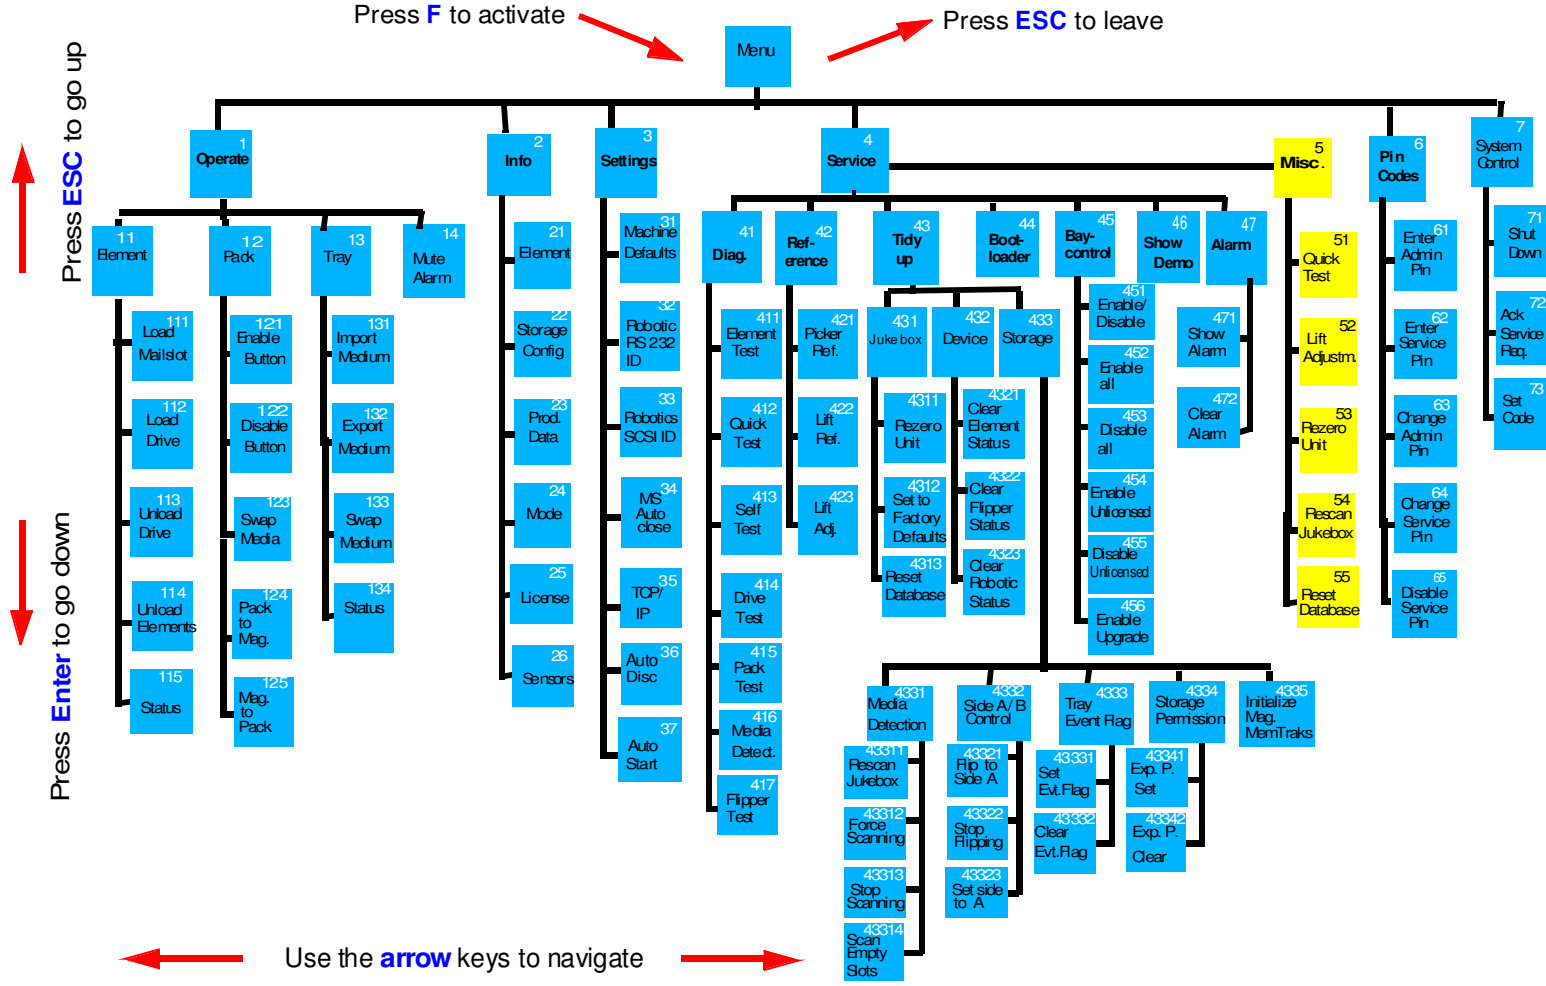 Press F to activate
Press ESC to leave
Menu
Press ESC to go up
Press Enter to go down
1
Operate
2
Info
3
Settings
4
Service
5
Misc.
6
Pin
Codes
7
System
Control
11
Element
12
Pack
13
Tray
14
Mute
Alarm
111
Load
Mailslot
112
Load
Drive
113
Unload
Drive
114
Unload
Elements
115
Status
121
Enable
Button
122
Disable
Button
123
Swap
Media
124
Pack
to
Mag.
125
Mag.
to
Pack
131
Import
Medium
132
Export
Medium
133
Swap
Medium
134
Status
21
Element
22
Storage
Config
23
Prod.
Data
24
Mode
25
License
26
Sensors
31
Machine
Defaults
32
Robotic
RS 232
ID
33
Robotics
SCSI ID
34
MS
Auto
close
35
TCP/
IP
36
Auto
Disc
37
Auto
Start
41
Diag.
42
Ref-
erence
43
Tidy
up
44
Boot-
loader
45
Bay-
control
46
Show
Demo
47
Alarm
411
Element
Test
412
Quick
Test
413
Self
Test
414
Drive
Test
415
Pack
Test
416
Media
Detect.
417
Flipper
Test
421
Picker
Ref.
422
Lift
Ref.
423
Lift
Adj.
431
Jukebox
432
Device
433
Storage
4311
Rezero
Unit
4312
Set to
Factory
Defaults
4313
Reset
Database
4321
Clear
Element
Status
4322
Clear
Flipper
Status
4323
Clear
Robotic
Status
451
Enable/
Disable
452
Enable
all
453
Disable
all
454
Enable
Unlicensed
455
Disable
Unlicensed
456
Enable
Upgrade
471
Show
Alarm
472
Clear
Alarm
51
Quick
Test
52
Lift
Adjustm.
53
Rezero
Unit
54
Rescan
Jukebox
55
Reset
Database
61
Enter
Admin
Pin
62
Enter
Service
Pin
63
Change
Admin
Pin
64
Change
Service
Pin
65
Disable
Service
Pin
71
Shut
Down
72
Ack
Service
Req.
73
Set
Code
4331
Media
Detection
4332
Side A/ B
Control
4333
Tray
Event Flag
4334
Storage
Permission
4335
Initialize
Mag.
MemTraks
43311
Rescan
Jukebox
43312
Force
Scanning
43313
Stop
Scanning
43314
Scan
Empty
Slots
43321
Flip to
Side A
43322
Stop
Flipping
43323
Set side
to A
43331
Set
Evt.Flag
43332
Clear
Evt.Flag
43341
Exp. P.
Set
43342
Exp. P.
Clear
Use the arrow keys to navigate